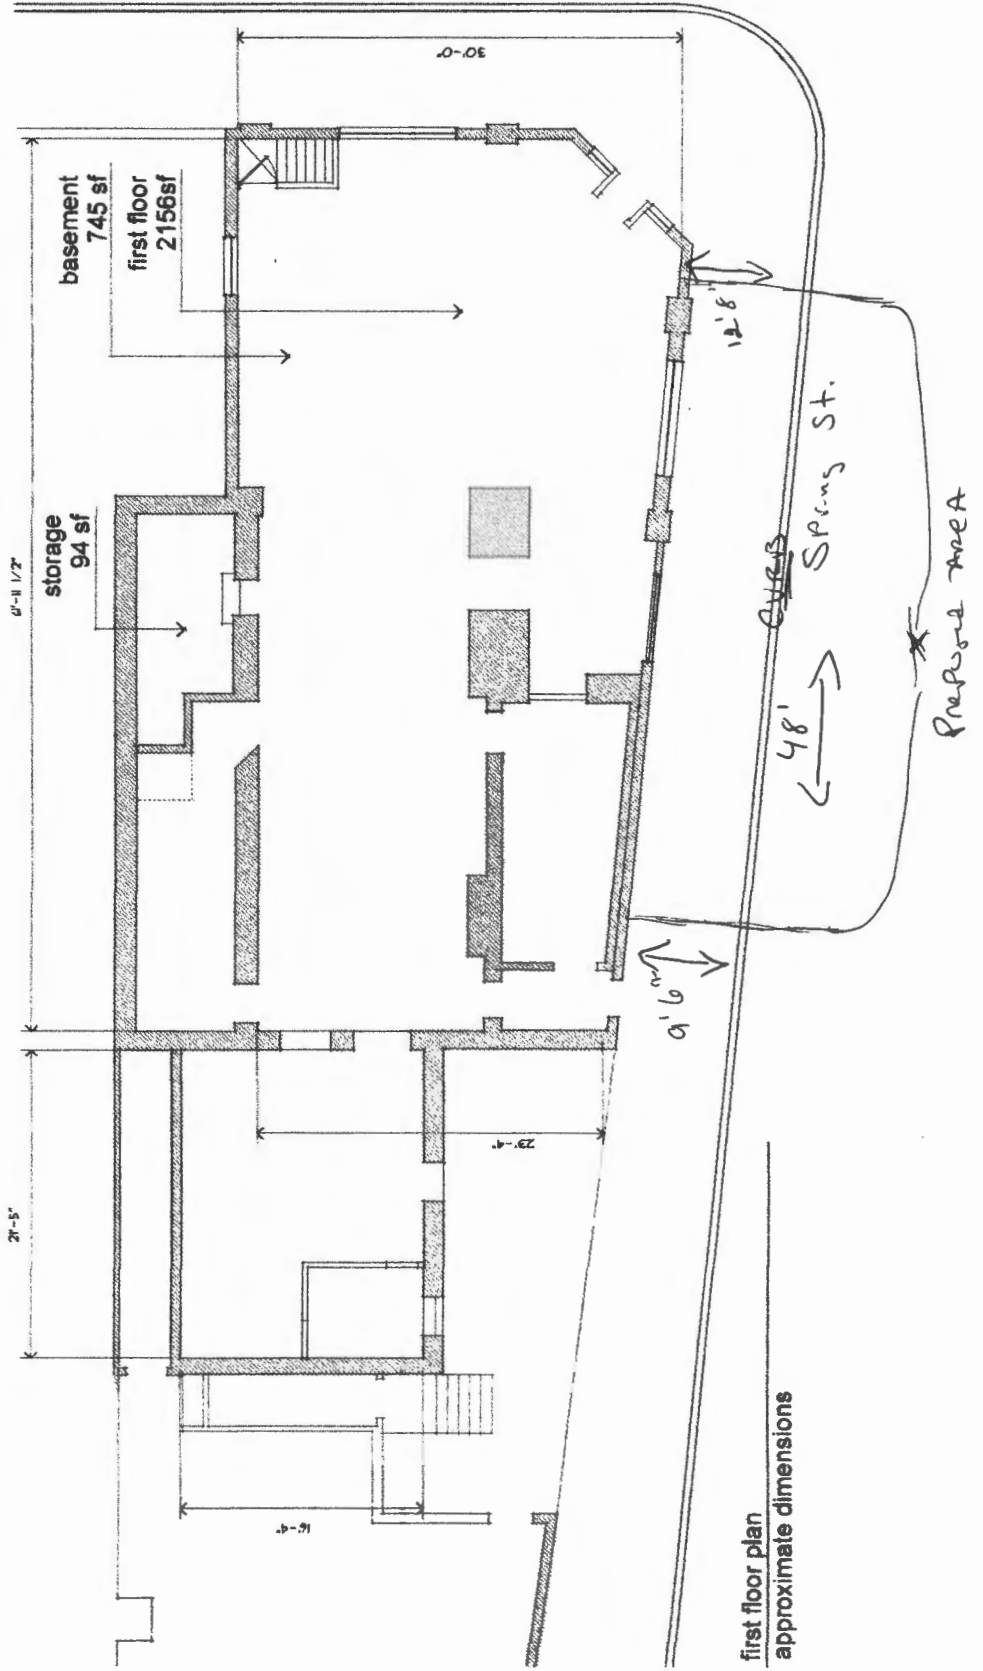 30'-0"
basement
745 sf
first floor
2156sf
storage
94 sf
21'-5"
23'-4"
16'-4"
12'8"
CURB
Spring St.
48'
9'6"
Proposed AREA
first floor plan
approximate dimensions